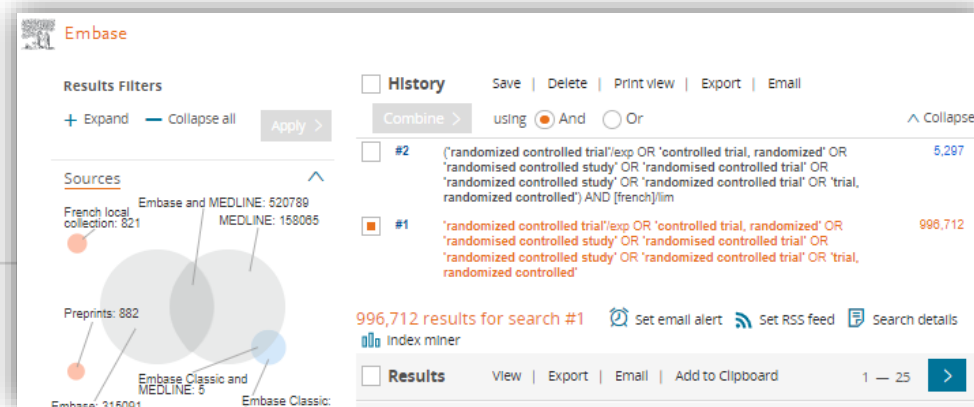 Embase
Results Filters
+ Expand — Collapse all
Apply >
Sources
French local
collection: 821
Embase and MEDLINE: 520789
MEDLINE: 158065
Preprints: 882
Embase Classic and
MEDLINE: 5
Embase: 315091
Embase Classic:
History Save | Delete | Print view | Export | Email
Combine > using And Or Collapse
#2 ('randomized controlled trial'/exp OR 'controlled trial, randomized' OR 5,297
'randomised controlled study' OR 'randomised controlled trial' OR
'randomized controlled study' OR 'randomized controlled trial' OR 'trial,
randomized controlled') AND [french]/lim
#1 'randomized controlled trial'/exp OR 'controlled trial, randomized' OR 996,712
'randomised controlled study' OR 'randomised controlled trial' OR
'randomized controlled study' OR 'randomized controlled trial' OR 'trial,
randomized controlled'
996,712 results for search #1 Set email alert Set RSS feed Search details
Index miner
Results View | Export | Email | Add to Clipboard 1 — 25 >